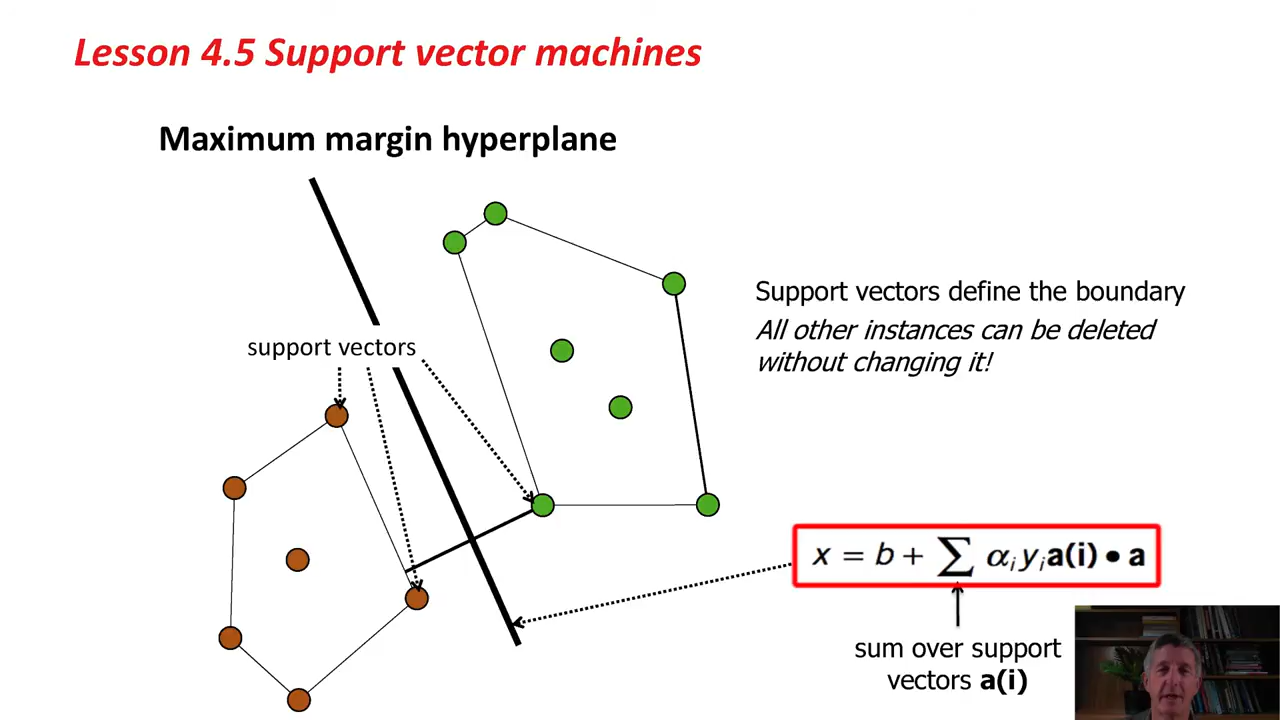 Lesson 4.5 Support vector machines
Maximum margin hyperplane
Support vectors define the boundary
All other instances can be deleted
without changing it!
support vectors
x = b + ∑ αᵢyᵢa(i) • a
sum over support
vectors a(i)